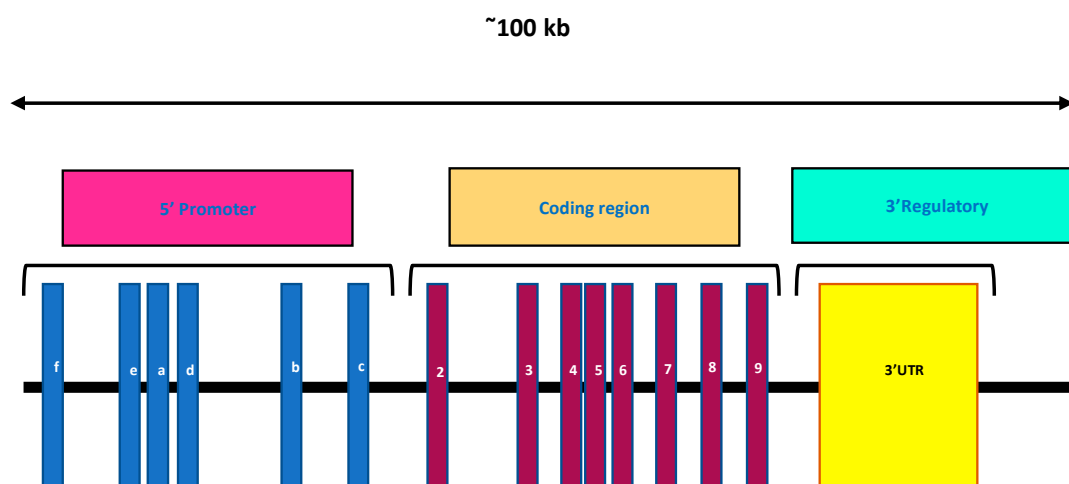 ~100 kb
5’ Promoter
Coding region
3’Regulatory
f
e
a
d
b
c
2
3
4
5
6
7
8
9
3’UTR